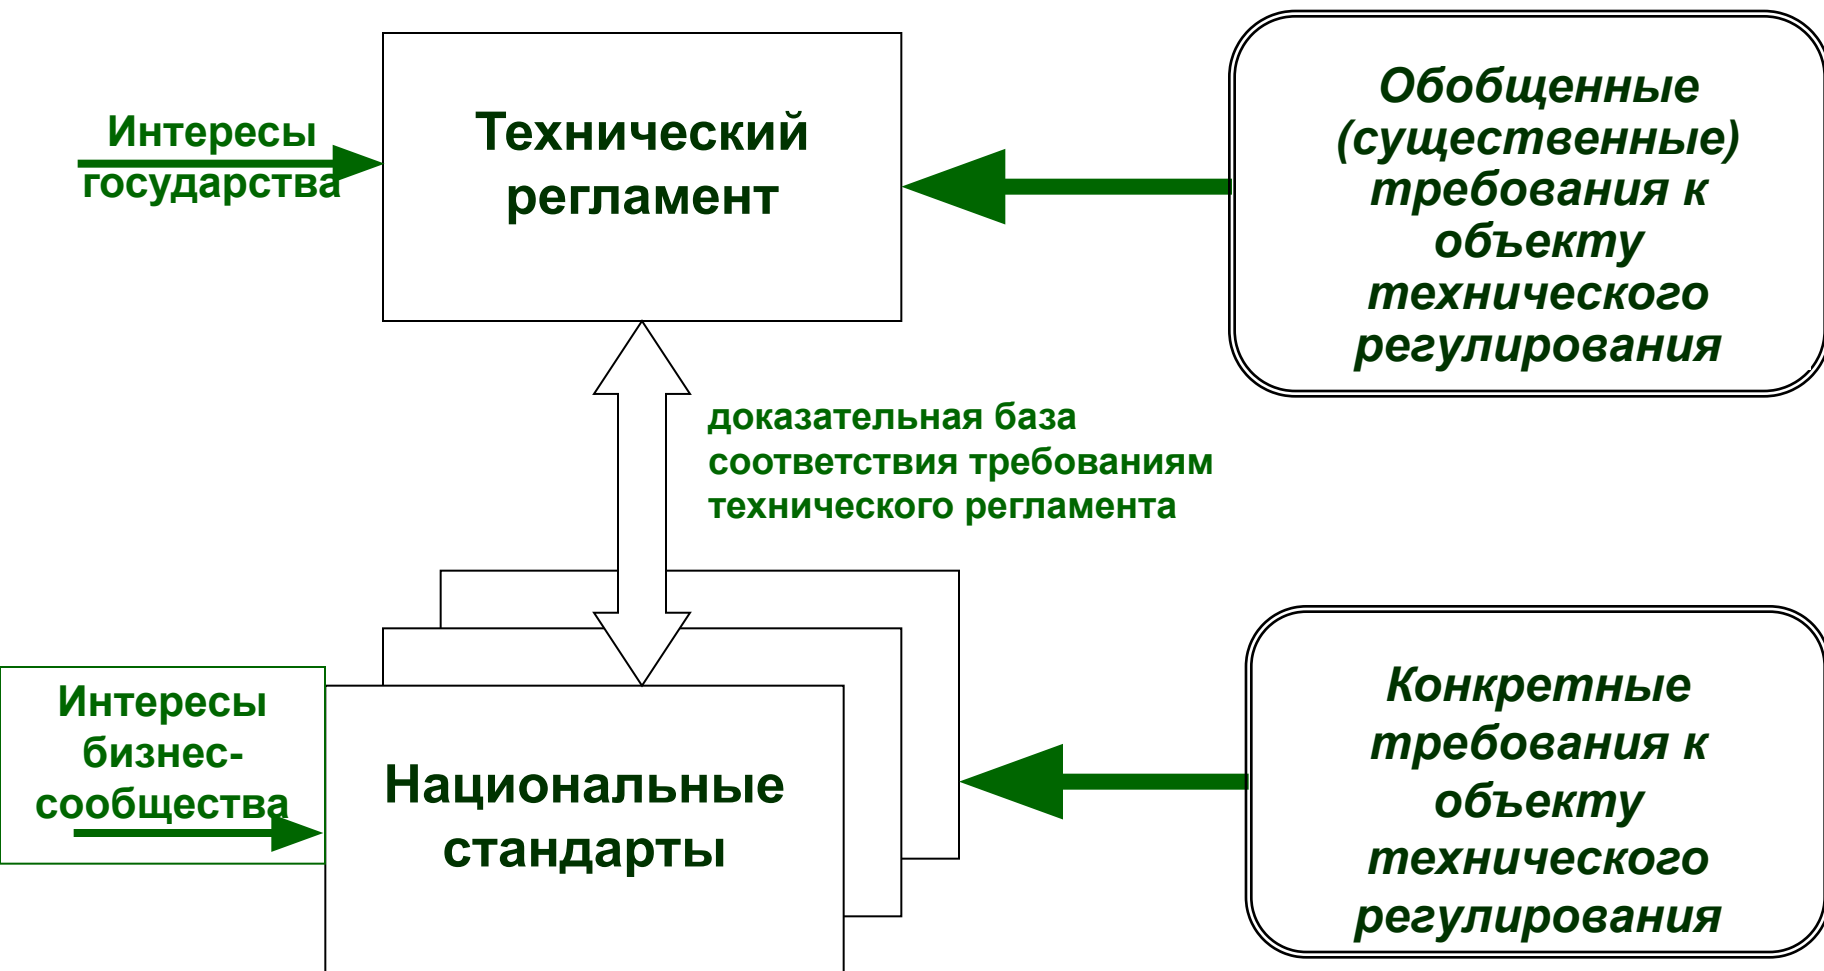 Интересы
государства
Технический
регламент
Обобщенные
(существенные)
требования к
объекту
технического
регулирования
доказательная база
соответствия требованиям
технического регламента
Интересы
бизнес-
сообщества
Национальные
стандарты
Конкретные
требования к
объекту
технического
регулирования